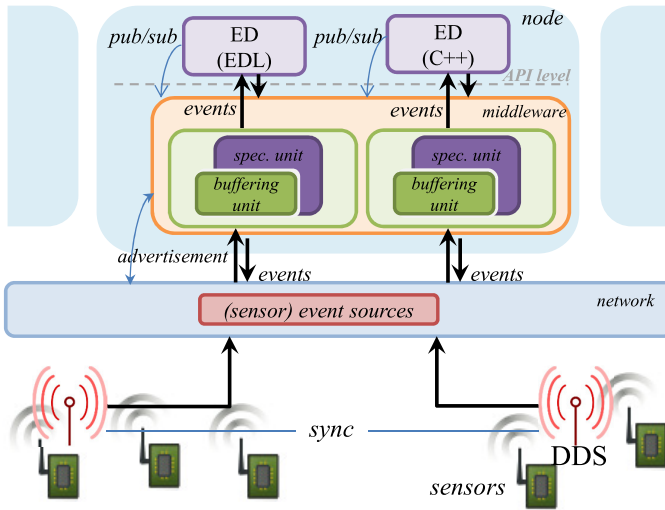 node
pub/sub
ED
(EDL)
pub/sub
ED
(C++)
API level
events
events
middleware
spec. unit
buffering
unit
spec. unit
buffering
unit
advertisement
events
events
network
(sensor) event sources
sync
DDS
sensors